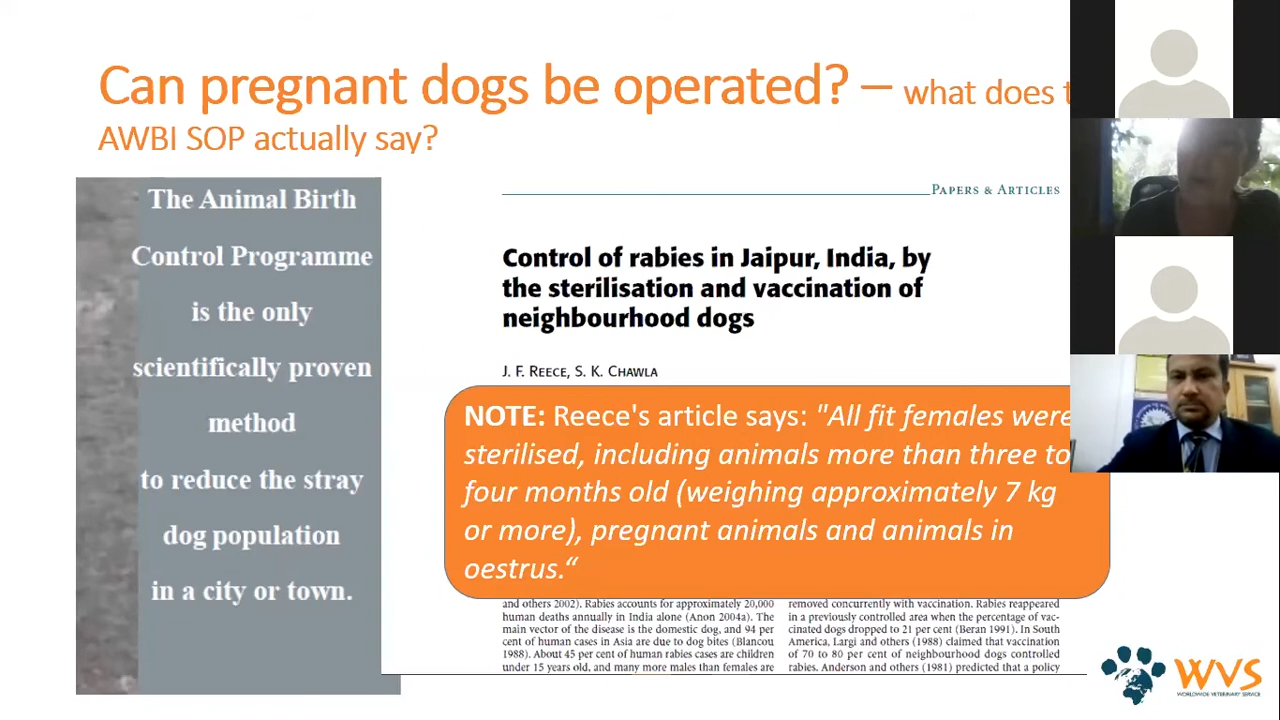 Can pregnant dogs be operated? – what does t
AWBI SOP actually say?
The Animal Birth
Control Programme
is the only
scientifically proven
method
to reduce the stray
dog population
in a city or town.
PAPERS & ARTICLES
Control of rabies in Jaipur, India, by
the sterilisation and vaccination of
neighbourhood dogs
J. F. REECE, S. K. CHAWLA
NOTE: Reece's article says: "All fit females were
sterilised, including animals more than three to
four months old (weighing approximately 7 kg
or more), pregnant animals and animals in
oestrus.“
and others 2002). Rabies accounts for approximately 20,000
human deaths annually in India alone (Anon 2004a). The
main vector of the disease is the domestic dog, and 94 per
cent of human cases in Asia are due to dog bites (Blancou
1988). About 45 per cent of human rabies cases are children
under 15 years old, and many more males than females are
removed concurrently with vaccination. Rabies reappeared
in a previously controlled area when the percentage of vac-
cinated dogs dropped to 21 per cent (Beran 1991). In South
America, Largi and others (1988) claimed that vaccination
of 70 to 80 per cent of neighbourhood dogs controlled
rabies. Anderson and others (1981) predicted that a policy
WVS
WORLDWIDE VETERINARY SERVICE